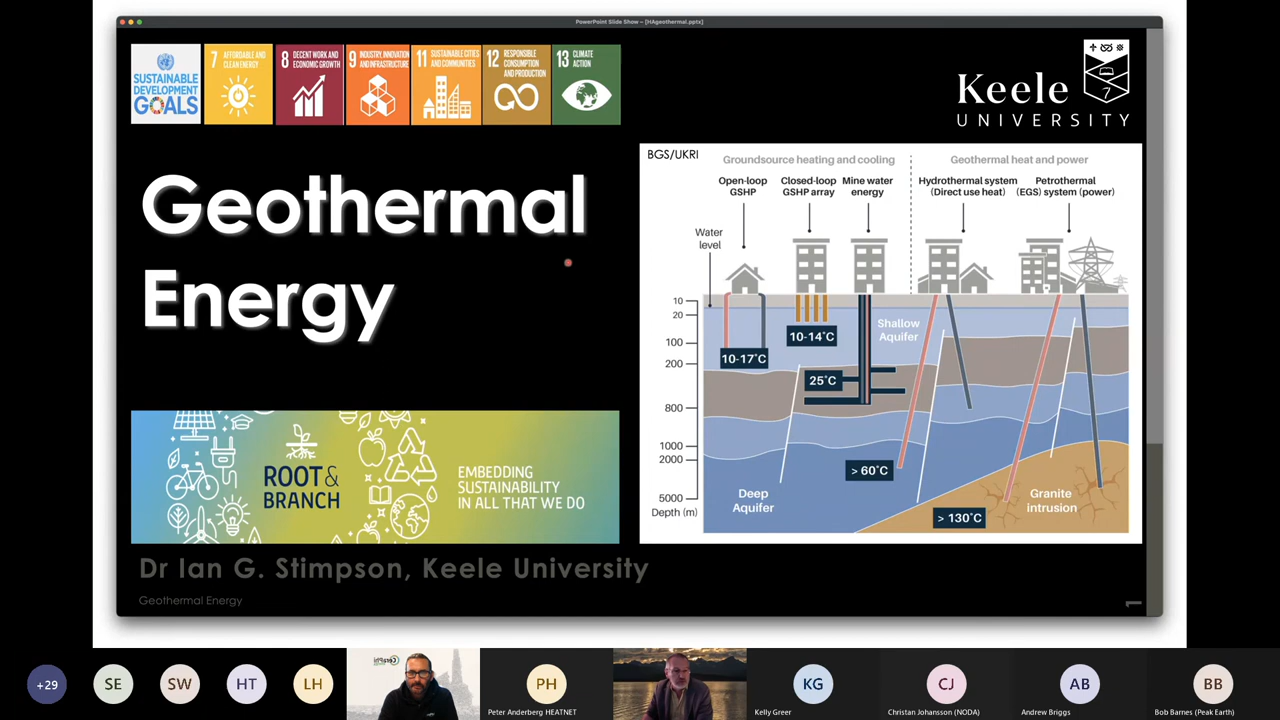 PowerPoint Slide Show – [HAgeothermal.pptx]
SUSTAINABLE
DEVELOPMENT
GOALS
7 AFFORDABLE AND
CLEAN ENERGY
8 DECENT WORK AND
ECONOMIC GROWTH
9 INDUSTRY, INNOVATION
AND INFRASTRUCTURE
11 SUSTAINABLE CITIES
AND COMMUNITIES
12 RESPONSIBLE
CONSUMPTION
AND PRODUCTION
13 CLIMATE
ACTION
Keele
UNIVERSITY
Geothermal
Energy
BGS/UKRI
Groundsource heating and cooling
Geothermal heat and power
Open-loop
GSHP
Closed-loop
GSHP array
Mine water
energy
Hydrothermal system
(Direct use heat)
Petrothermal
(EGS) system (power)
Water
level
10
20
100
200
800
1000
2000
5000
Depth (m)
10-17°C
10-14°C
25°C
Shallow
Aquifer
> 60°C
> 130°C
Deep
Aquifer
Granite
intrusion
ROOT &
BRANCH
EMBEDDING
SUSTAINABILITY
IN ALL THAT WE DO
Dr Ian G. Stimpson, Keele University
Geothermal Energy
1
+29
SE
SW
HT
LH
PH
Peter Anderberg HEATNET
KG
Kelly Greer
CJ
Christan Johansson (NODA)
AB
Andrew Briggs
BB
Bob Barnes (Peak Earth)